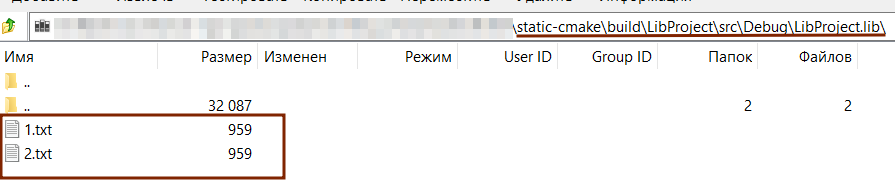 \static-cmake\build\LibProject\src\Debug\LibProject.lib\
Имя Размер Изменен Режим User ID Group ID Папок Файлов
..
.. 32 087 2 2
1.txt 959
2.txt 959